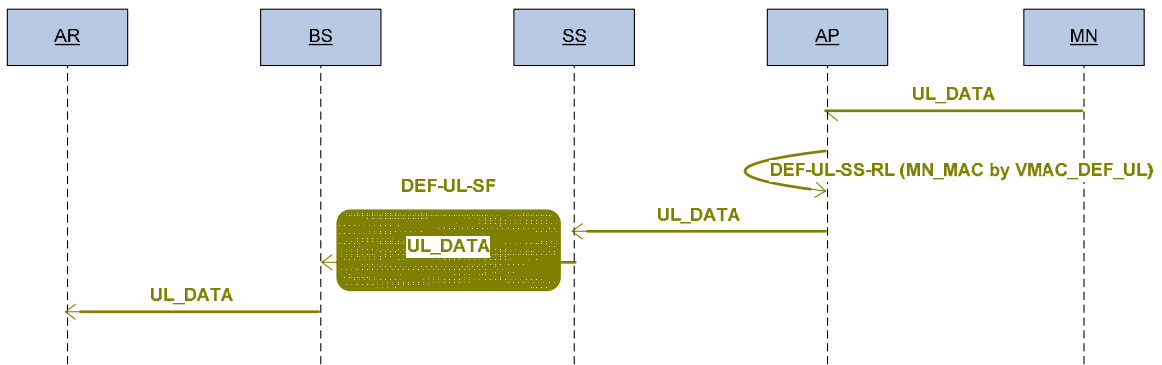 AR
BS
SS
AP
MN
UL_DATA
DEF-UL-SS-RL (MN_MAC by VMAC_DEF_UL)
DEF-UL-SF
UL_DATA
UL_DATA
UL_DATA